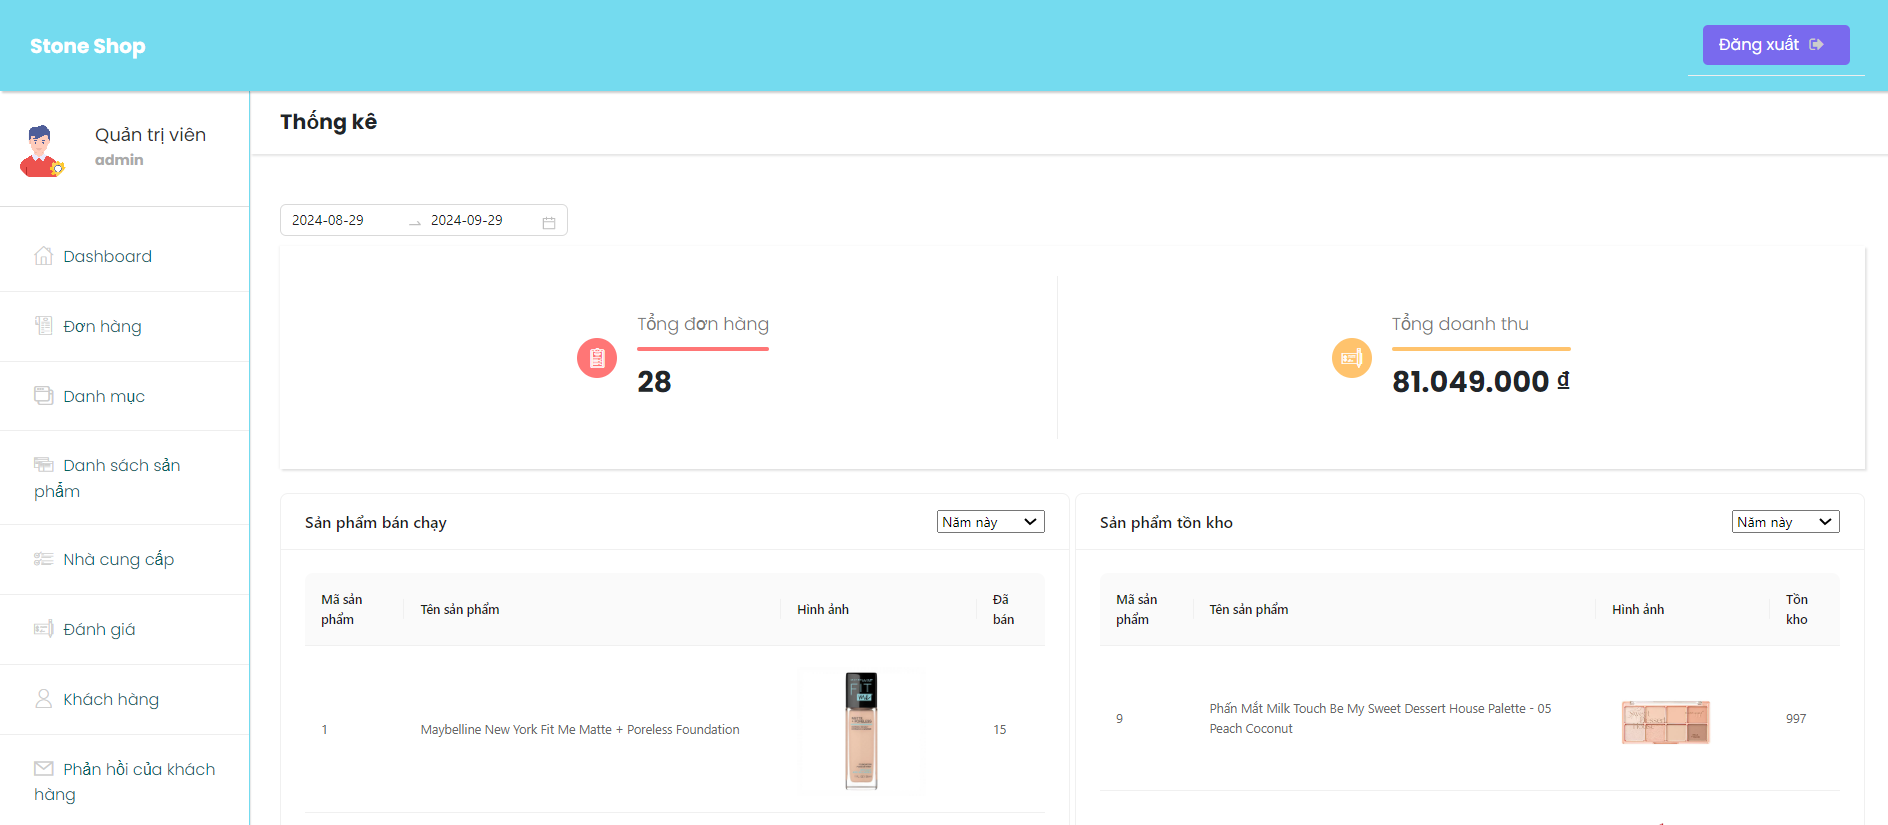 Stone Shop
Đăng xuất
Quản trị viên
admin
Dashboard
Đơn hàng
Danh mục
Danh sách sản
phẩm
Nhà cung cấp
Đánh giá
Khách hàng
Phản hồi của khách
hàng
Thống kê
2024-08-29 → 2024-09-29
Tổng đơn hàng
28
Tổng doanh thu
81.049.000 ₫
Sản phẩm bán chạy
Năm này
Mã sản
phẩm
Tên sản phẩm
Hình ảnh
Đã
bán
1
Maybelline New York Fit Me Matte + Poreless Foundation
FIT
me
15
Sản phẩm tồn kho
Năm này
Mã sản
phẩm
Tên sản phẩm
Hình ảnh
Tồn
kho
9
Phấn Mắt Milk Touch Be My Sweet Dessert House Palette - 05
Peach Coconut
997